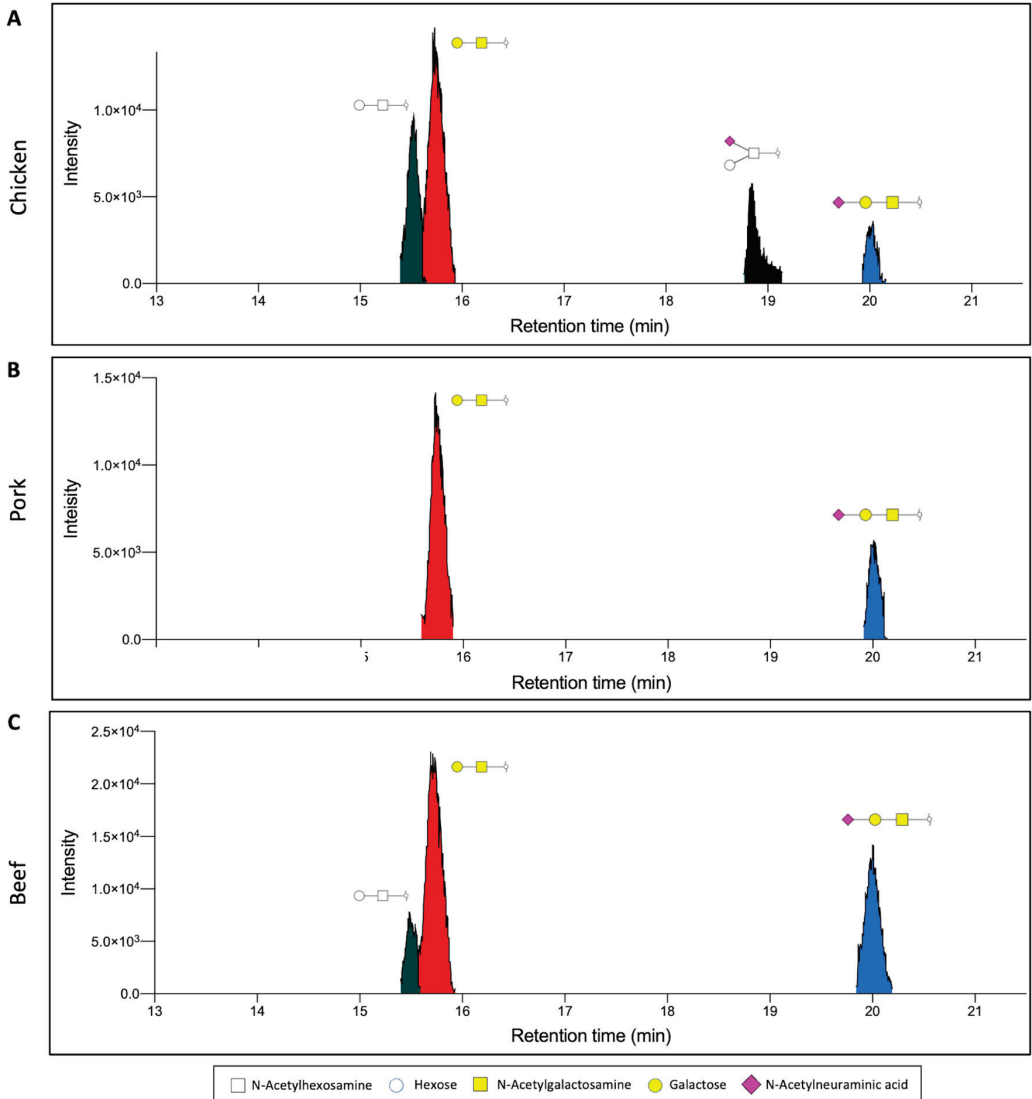 A
Chicken
Intensity
1.0×10⁴
5.0×10³
0.0
13 14 15 16 17 18 19 20 21
Retention time (min)
B
Pork
Inteisity
1.5×10⁴
1.0×10⁴
5.0×10³
0.0
5 16 17 18 19 20 21
Retention time (min)
C
Beef
Intensity
2.5×10⁴
2.0×10⁴
1.5×10⁴
1.0×10⁴
5.0×10³
0.0
13 14 15 16 17 18 19 20 21
Retention time (min)
N-Acetylhexosamine Hexose N-Acetylgalactosamine Galactose N-Acetylneuraminic acid